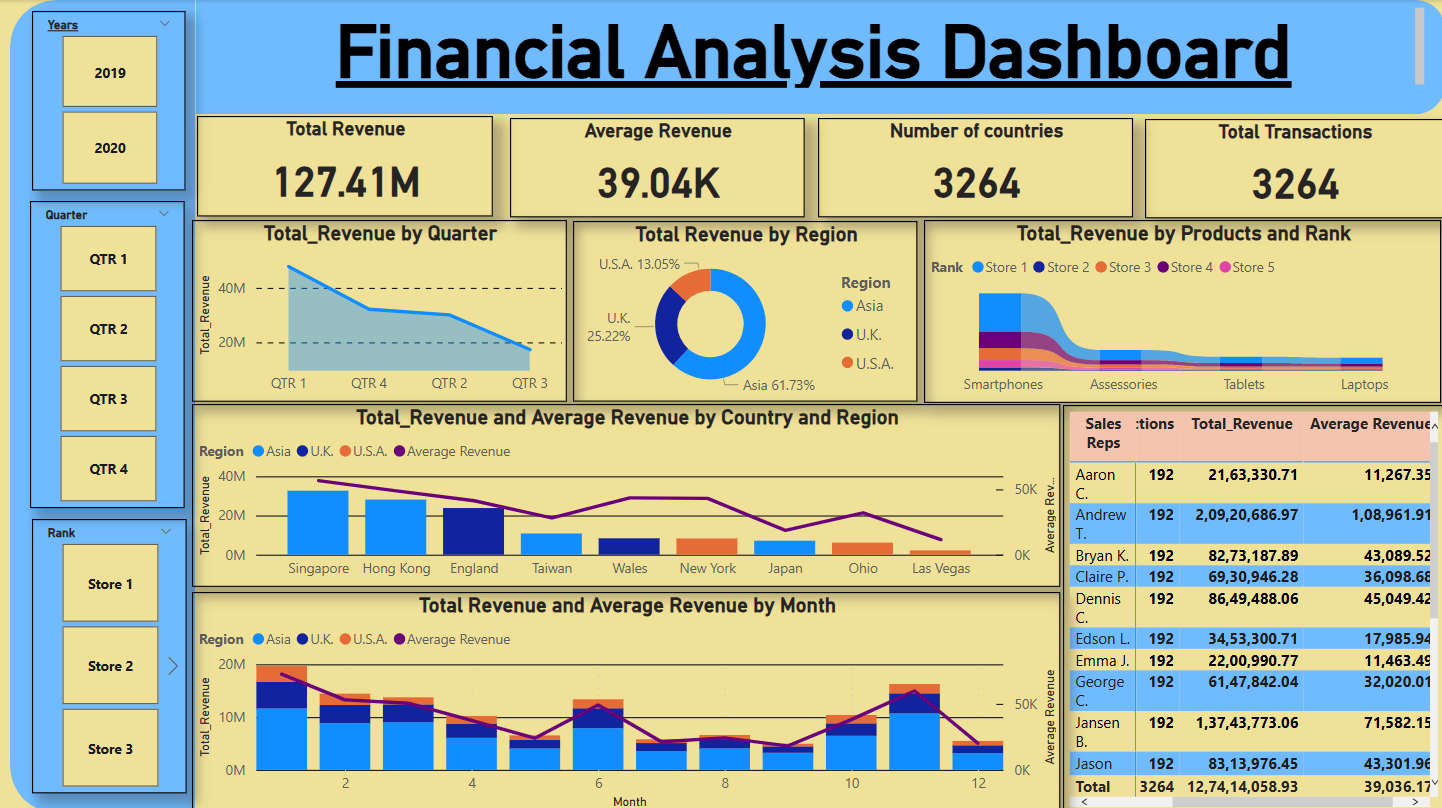 Financial Analysis Dashboard
Years
2019
2020
Quarter
QTR 1
QTR 2
QTR 3
QTR 4
Rank
Store 1
Store 2
Store 3
Total Revenue
127.41M
Average Revenue
39.04K
Number of countries
3264
Total Transactions
3264
Total_Revenue by Quarter
Total_Revenue
40M
20M
QTR 1 QTR 4 QTR 2 QTR 3
Total Revenue by Region
U.S.A. 13.05%
U.K.
25.22%
Asia 61.73%
Region
Asia
U.K.
U.S.A.
Total_Revenue by Products and Rank
Rank Store 1 Store 2 Store 3 Store 4 Store 5
Smartphones Assessories Tablets Laptops
Total_Revenue and Average Revenue by Country and Region
Region Asia U.K. U.S.A. Average Revenue
Total_Revenue
40M
20M
0M
50K
0K
Average Rev...
Singapore Hong Kong England Taiwan Wales New York Japan Ohio Las Vegas
Total Revenue and Average Revenue by Month
Region Asia U.K. U.S.A. Average Revenue
Total_Revenue
20M
10M
0M
50K
0K
Average Revenue
2 4 6 8 10 12
Month
Sales
Reps
:tions Total_Revenue Average Revenue
Aaron
C.
192 21,63,330.71 11,267.35
Andrew
T.
192 2,09,20,686.97 1,08,961.91
Bryan K. 192 82,73,187.89 43,089.52
Claire P. 192 69,30,946.28 36,098.68
Dennis
C.
192 86,49,488.06 45,049.42
Edson L. 192 34,53,300.71 17,985.94
Emma J. 192 22,00,990.77 11,463.49
George
C.
192 61,47,842.04 32,020.01
Jansen
B.
192 1,37,43,773.06 71,582.15
Jason 192 83,13,976.45 43,301.96
Total 3264 12,74,14,058.93 39,036.17